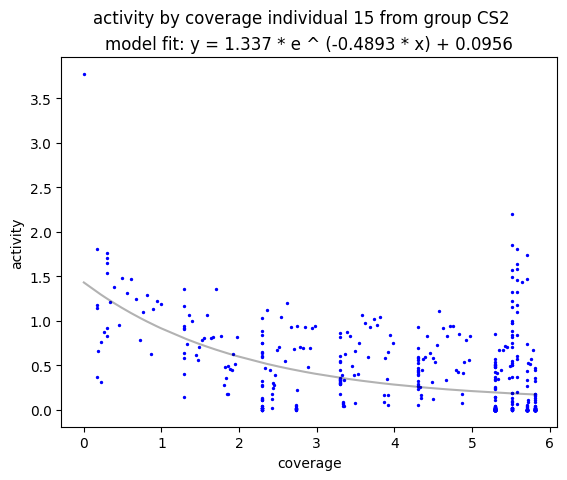 activity by coverage individual 15 from group CS2
model fit: y = 1.337 * e ^ (-0.4893 * x) + 0.0956
3.5
3.0
2.5
2.0
1.5
1.0
0.5
0.0
activity
0 1 2 3 4 5 6
coverage